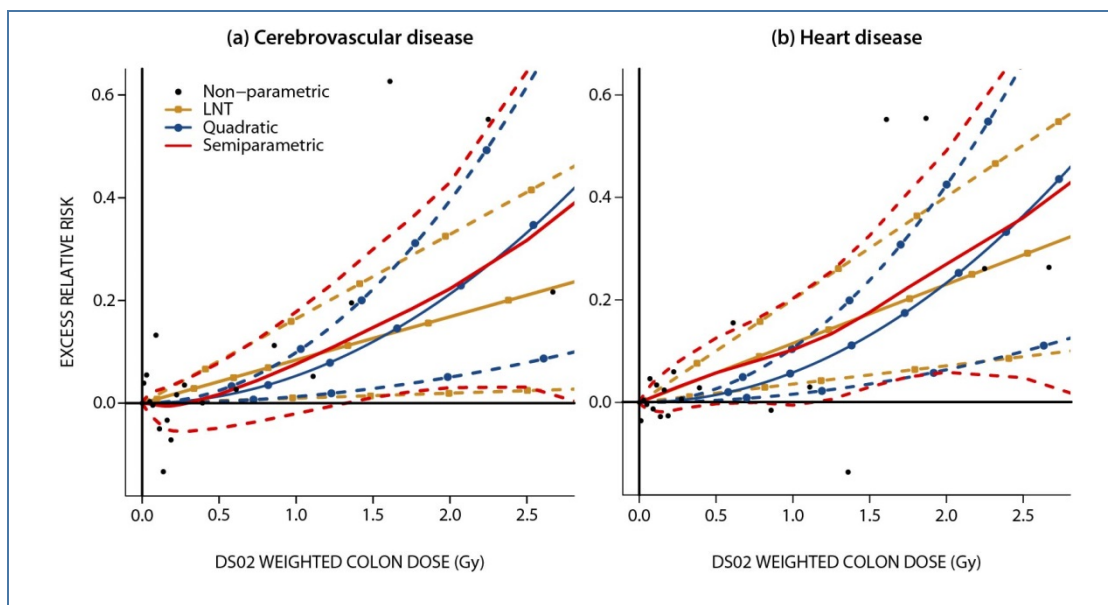 (a) Cerebrovascular disease
(b) Heart disease
Non-parametric
LNT
Quadratic
Semiparametric
EXCESS RELATIVE RISK
0.6
0.4
0.2
0.0
0.0 0.5 1.0 1.5 2.0 2.5
DS02 WEIGHTED COLON DOSE (Gy)
0.6
0.4
0.2
0.0
0.0 0.5 1.0 1.5 2.0 2.5
DS02 WEIGHTED COLON DOSE (Gy)